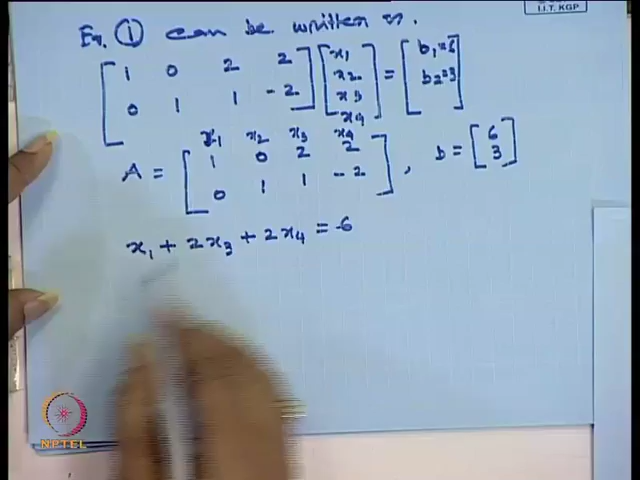 I.I.T. KGP
Eq. ① can be written as.
[1 0 2 2; 0 1 1 -2] [x1; x2; x3; x4] = [b1=6; b2=3]
x1 x2 x3 x4
A = [1 0 2 2; 0 1 1 -2], b = [6; 3]
x1 + 2x3 + 2x4 = 6
NPTEL